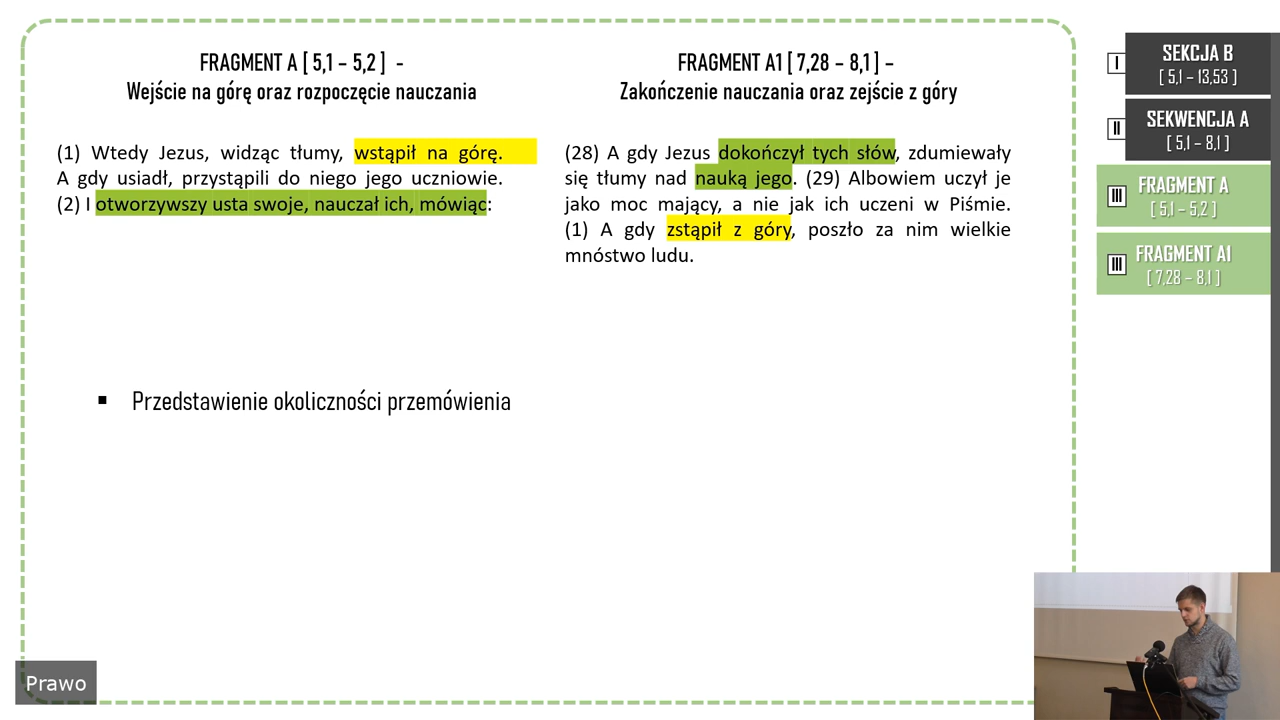 FRAGMENT A [ 5,1 – 5,2 ] -
Wejście na górę oraz rozpoczęcie nauczania
(1) Wtedy Jezus, widząc tłumy, wstąpił na górę.
A gdy usiadł, przystąpili do niego jego uczniowie.
(2) I otworzywszy usta swoje, nauczał ich, mówiąc:
FRAGMENT A1 [ 7,28 – 8,1 ] –
Zakończenie nauczania oraz zejście z góry
(28) A gdy Jezus dokończył tych słów, zdumiewały
się tłumy nad nauką jego. (29) Albowiem uczył je
jako moc mający, a nie jak ich uczeni w Piśmie.
(1) A gdy zstąpił z góry, poszło za nim wielkie
mnóstwo ludu.
▪ Przedstawienie okoliczności przemówienia
I
SEKCJA B
[ 5,1 – 13,53 ]
II
SEKWENCJA A
[ 5,1 – 8,1 ]
III
FRAGMENT A
[ 5,1 – 5,2 ]
III
FRAGMENT A1
[ 7,28 – 8,1 ]
Prawo